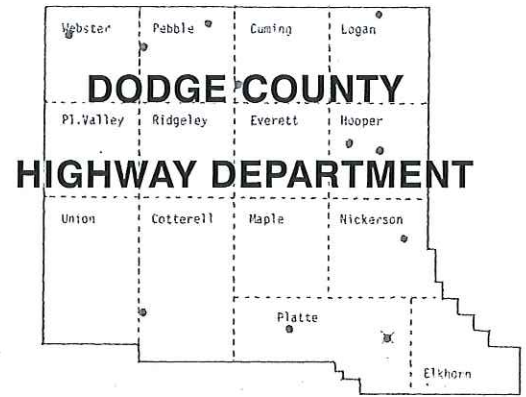 Webster Pebble Cuming Logan
DODGE COUNTY
Pl.Valley Ridgeley Everett Hooper
HIGHWAY DEPARTMENT
Union Cotterell Maple Nickerson
Platte
Elkhorn